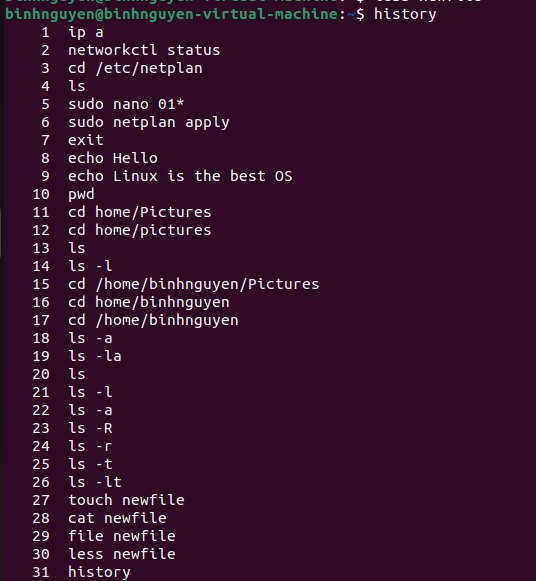 binhnguyen@binhnguyen-virtual-machine:~$ history
1 ip a
2 networkctl status
3 cd /etc/netplan
4 ls
5 sudo nano 01*
6 sudo netplan apply
7 exit
8 echo Hello
9 echo Linux is the best OS
10 pwd
11 cd home/Pictures
12 cd home/pictures
13 ls
14 ls -l
15 cd /home/binhnguyen/Pictures
16 cd home/binhnguyen
17 cd /home/binhnguyen
18 ls -a
19 ls -la
20 ls
21 ls -l
22 ls -a
23 ls -R
24 ls -r
25 ls -t
26 ls -lt
27 touch newfile
28 cat newfile
29 file newfile
30 less newfile
31 history